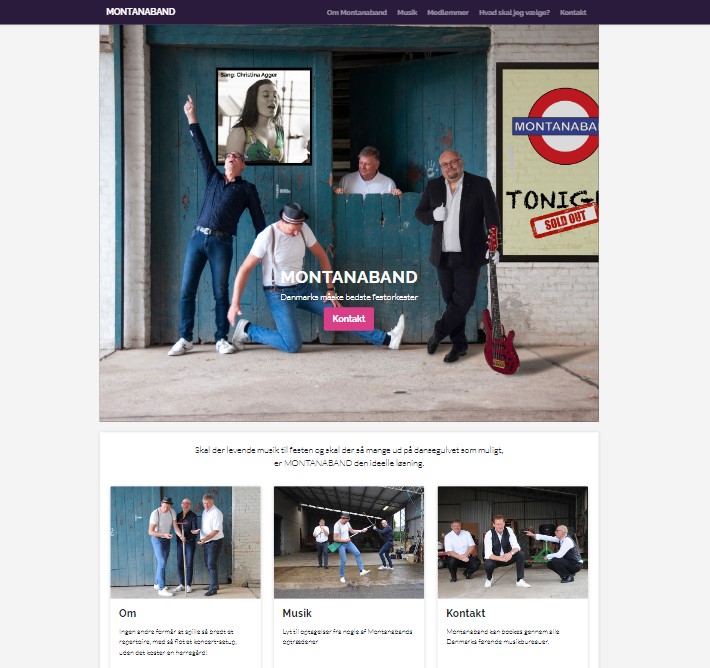 MONTANABAND
Om Montanaband Musik Medlemmer Hvad skal jeg vælge? Kontakt
Sang: Christina Agger
MONTANABA
TONIG
SOLD OUT
MONTANABAND
Danmarks måske bedste festorkester
Kontakt
Skal der levende musik til festen og skal der så mange ud på dansegulvet som muligt,
er MONTANABAND den ideelle løsning.
Om
Ingen andre formår at spille så bredt et
repertoire, med så flot et koncert-setup,
uden det koster en herregård!
Musik
Lyt til optagelser fra nogle af Montanabands
optrædener
Kontakt
Montanaband kan bookes gennem alle
Danmarks førende musikbureauer.